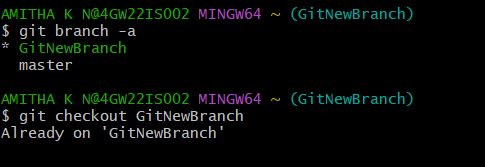 AMITHA K N@4GW22IS002 MINGW64 ~ (GitNewBranch)
$ git branch -a
* GitNewBranch
  master
AMITHA K N@4GW22IS002 MINGW64 ~ (GitNewBranch)
$ git checkout GitNewBranch
Already on 'GitNewBranch'